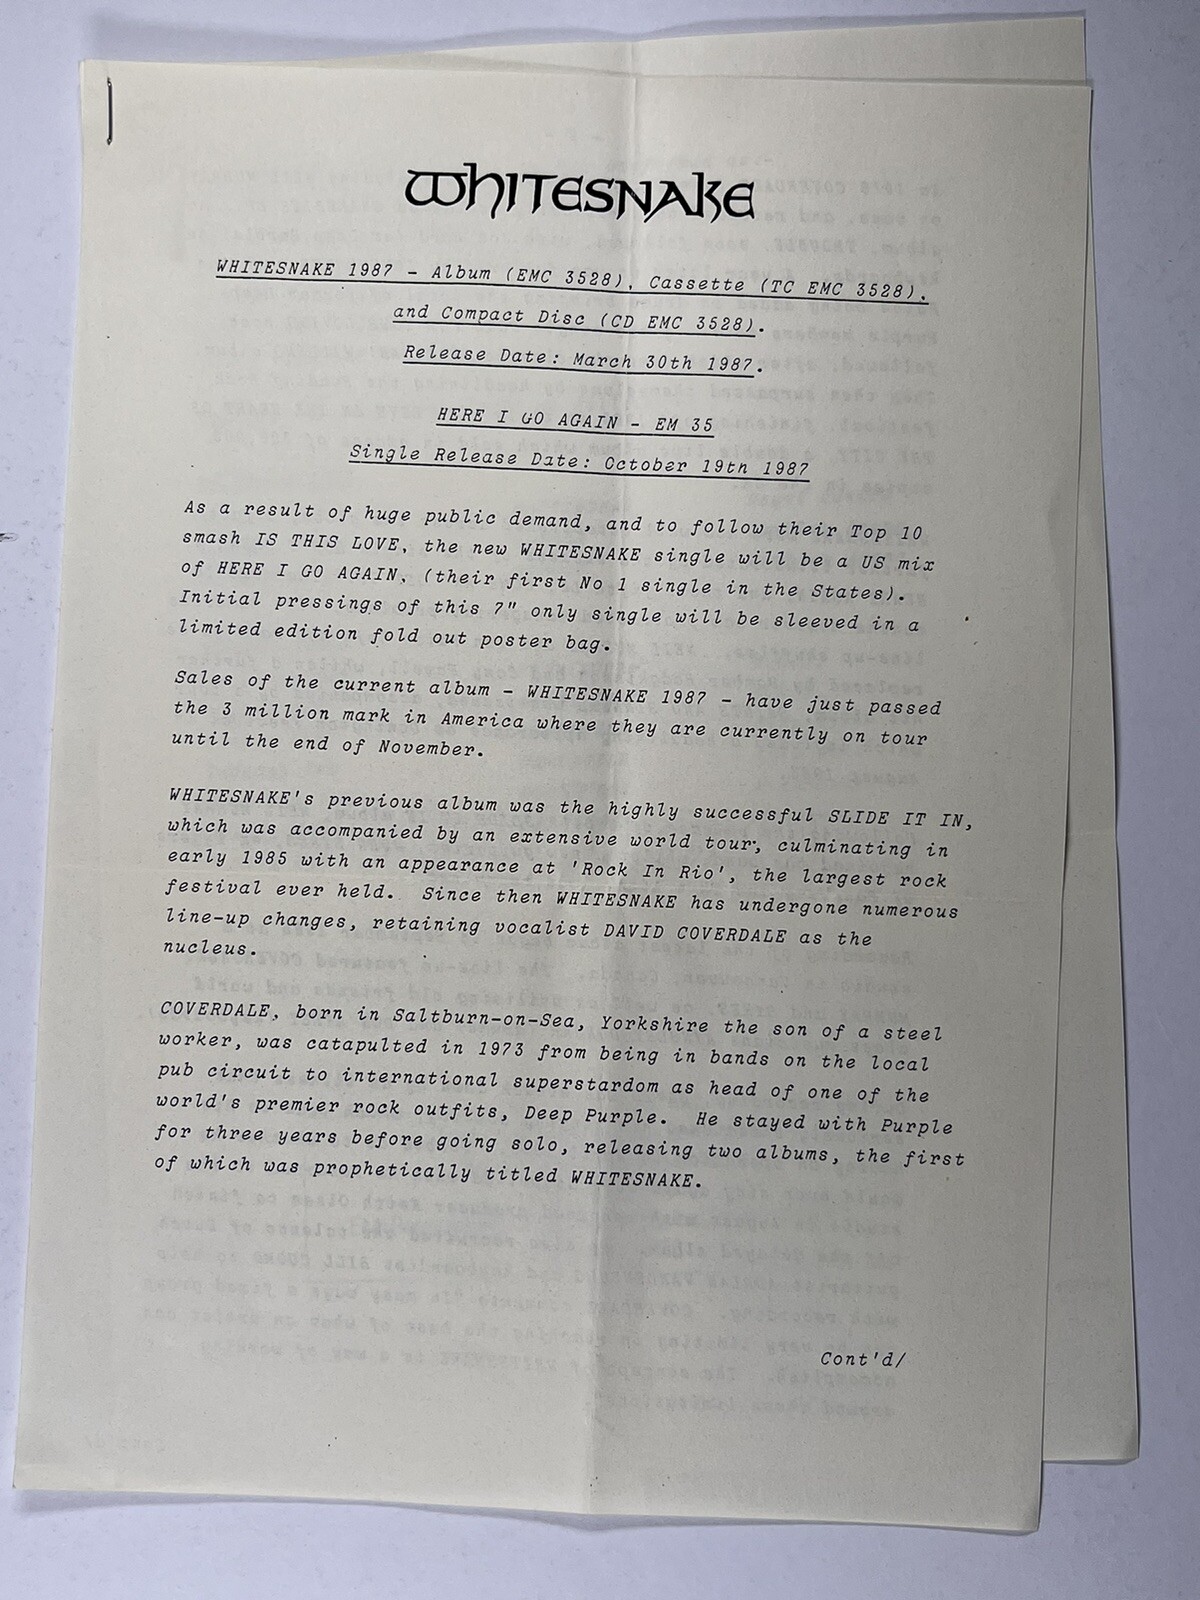 WHITESNAKE
WHITESNAKE 1987 - Album (EMC 3528), Cassette (TC EMC 3528),
and Compact Disc (CD EMC 3528).
Release Date: March 30th 1987.
HERE I GO AGAIN - EM 35
Single Release Date: October 19th 1987
As a result of huge public demand, and to follow their Top 10
smash IS THIS LOVE, the new WHITESNAKE single will be a US mix
of HERE I GO AGAIN, (their first No 1 single in the States).
Initial pressings of this 7" only single will be sleeved in a
limited edition fold out poster bag.
Sales of the current album - WHITESNAKE 1987 - have just passed
the 3 million mark in America where they are currently on tour
until the end of November.
WHITESNAKE's previous album was the highly successful SLIDE IT IN,
which was accompanied by an extensive world tour, culminating in
early 1985 with an appearance at 'Rock In Rio', the largest rock
festival ever held. Since then WHITESNAKE has undergone numerous
line-up changes, retaining vocalist DAVID COVERDALE as the
nucleus.
COVERDALE, born in Saltburn-on-Sea, Yorkshire the son of a steel
worker, was catapulted in 1973 from being in bands on the local
pub circuit to international superstardom as head of one of the
world's premier rock outfits, Deep Purple. He stayed with Purple
for three years before going solo, releasing two albums, the first
of which was prophetically titled WHITESNAKE.
Cont'd/